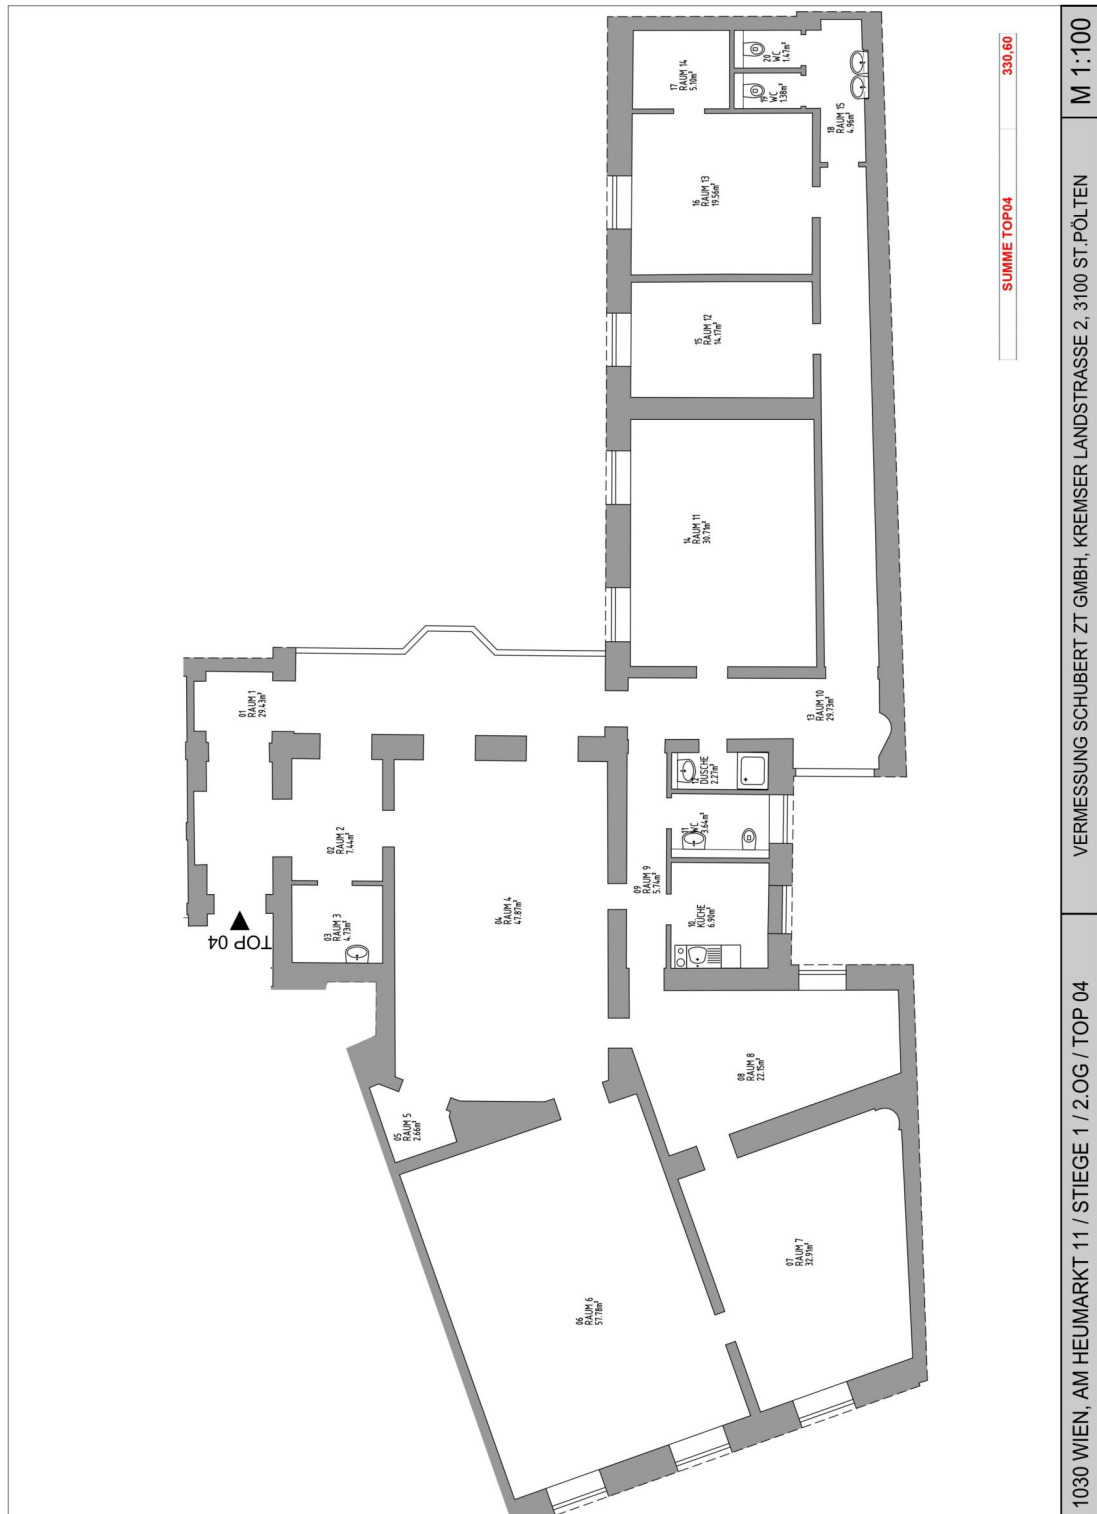 01
RAUM 1
29.43m²
02
RAUM 2
7.44m²
03
RAUM 3
4.73m²
04
RAUM 4
47.87m²
05
RAUM 5
2.66m²
06
RAUM 6
57.78m²
07
RAUM 7
32.91m²
08
RAUM 8
22.15m²
09
RAUM 9
5.74m²
10
KÜCHE
6.90m²
11
WC
3.64m²
12
DUSCHE
2.27m²
13
RAUM 10
29.73m²
14
RAUM 11
30.71m²
15
RAUM 12
14.17m²
16
RAUM 13
19.56m²
17
RAUM 14
5.10m²
18
RAUM 15
4.96m²
19
WC
1.38m²
20
WC
1.47m²
TOP 04
SUMME TOP04 330,60
1030 WIEN, AM HEUMARKT 11 / STIEGE 1 / 2.OG / TOP 04
VERMESSUNG SCHUBERT ZT GMBH, KREMSER LANDSTRASSE 2, 3100 ST.PÖLTEN
M 1:100